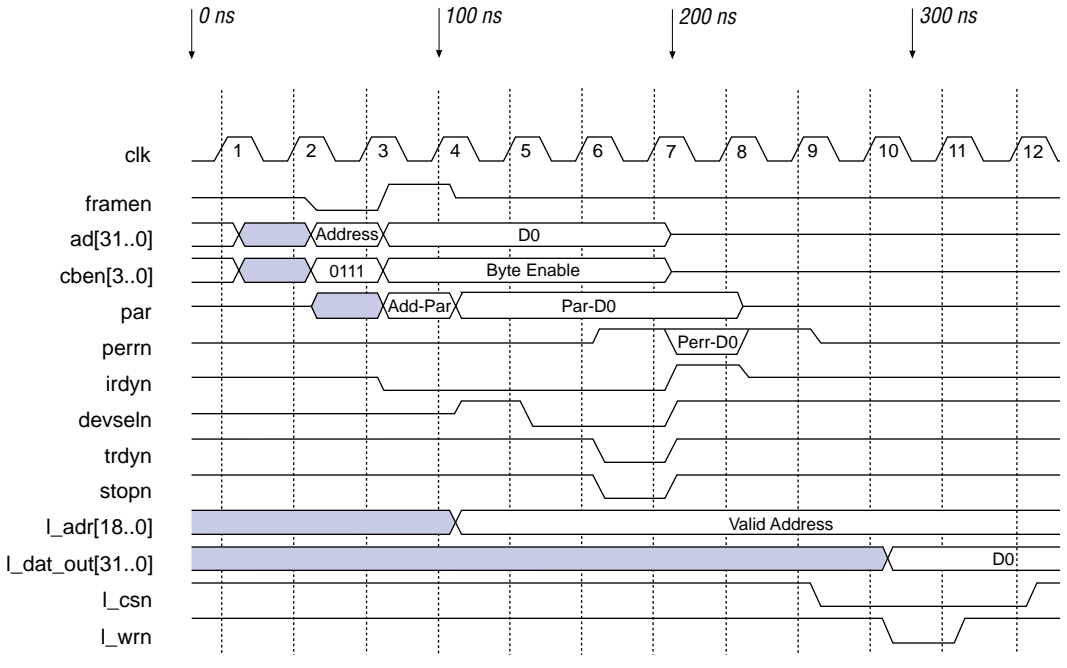 0 ns 100 ns 200 ns 300 ns
clk 1 2 3 4 5 6 7 8 9 10 11 12
framen
ad[31..0] Address D0
cben[3..0] 0111 Byte Enable
par Add-Par Par-D0
perrn Perr-D0
irdyn
devseln
trdyn
stopn
l_adr[18..0] Valid Address
l_dat_out[31..0] D0
l_csn
l_wrn